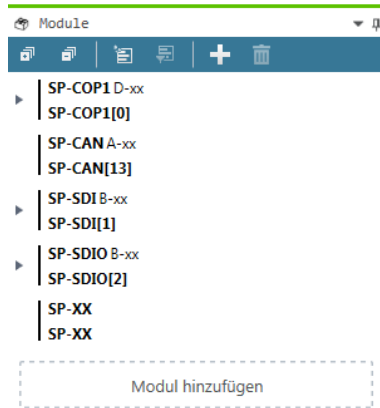 Module
SP-COP1 D-xx
SP-COP1[0]
SP-CAN A-xx
SP-CAN[13]
SP-SDI B-xx
SP-SDI[1]
SP-SDIO B-xx
SP-SDIO[2]
SP-XX
SP-XX
Modul hinzufügen